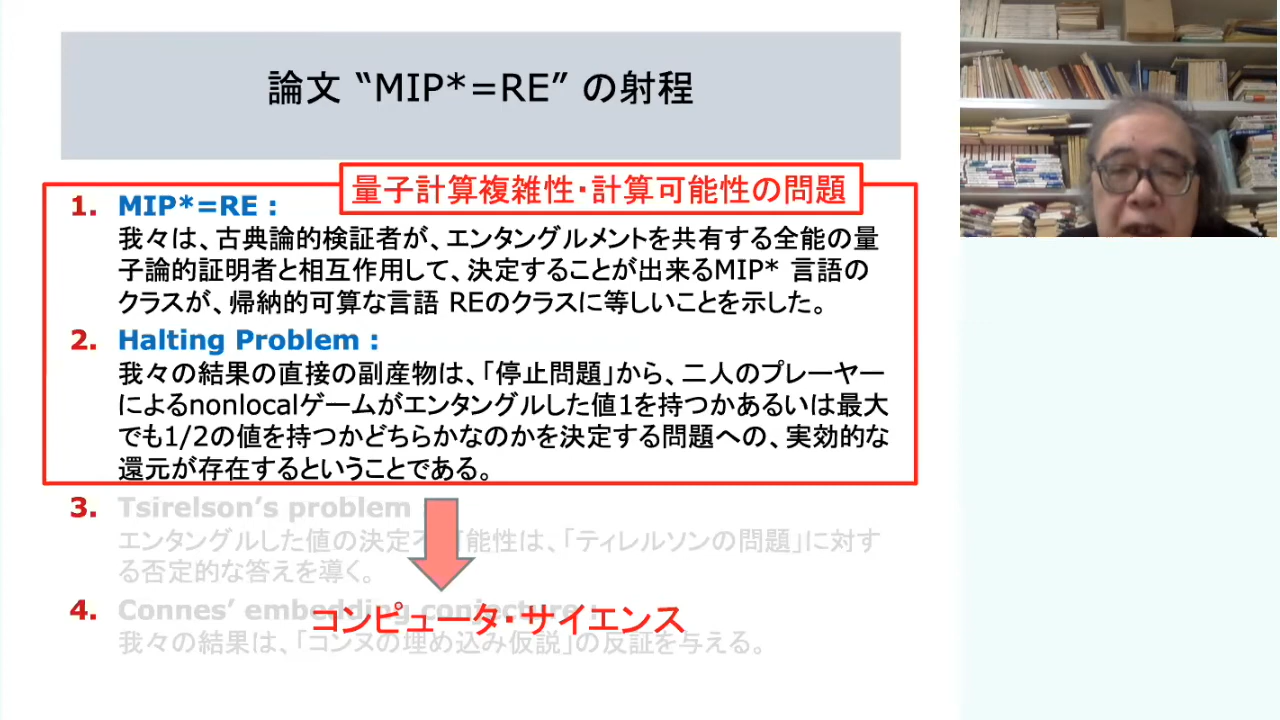 論文 “MIP*=RE” の射程
量子計算複雑性・計算可能性の問題
1. MIP*=RE :
我々は、古典論的検証者が、エンタングルメントを共有する全能の量
子論的証明者と相互作用して、決定することが出来るMIP* 言語の
クラスが、帰納的可算な言語 REのクラスに等しいことを示した。
2. Halting Problem :
我々の結果の直接の副産物は、「停止問題」から、二人のプレーヤー
によるnonlocalゲームがエンタングルした値1を持つかあるいは最大
でも1/2の値を持つかどちらかなのかを決定する問題への、実効的な
還元が存在するということである。
3. Tsirelson’s problem
エンタングルした値の決定不可能性は、「ティレルソンの問題」に対す
る否定的な答えを導く。
4. Connes’ embedding conjecture :
コンピュータ・サイエンス
我々の結果は、「コンヌの埋め込み仮説」の反証を与える。